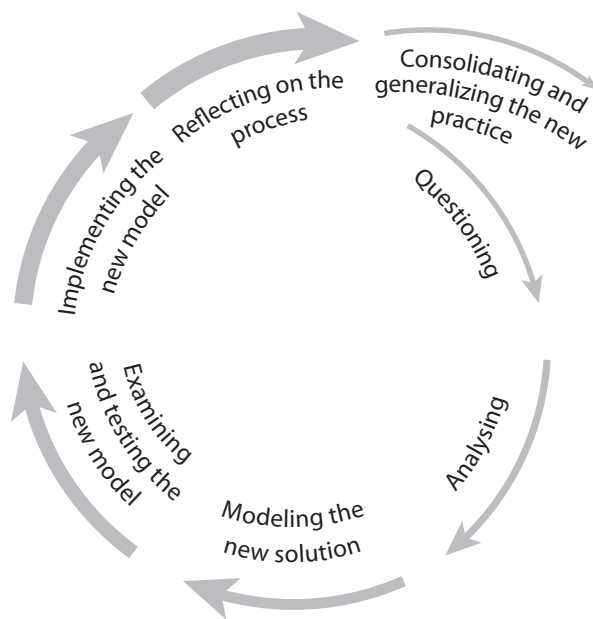 Consolidating and
generalizing the new
practice
Questioning
Analysing
Modeling the
new solution
Examining
and testing the
new model
Implementing the
new model
Reflecting on the
process